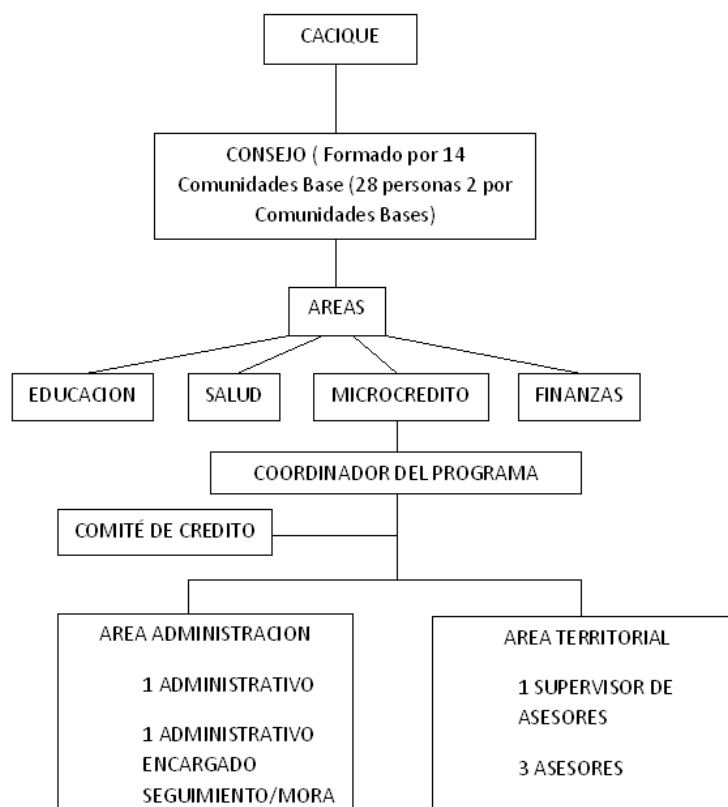 CACIQUE
CONSEJO ( Formado por 14
Comunidades Base (28 personas 2 por
Comunidades Bases)
AREAS
EDUCACION
SALUD
MICROCREDITO
FINANZAS
COORDINADOR DEL PROGRAMA
COMITÉ DE CREDITO
AREA ADMINISTRACION
1 ADMINISTRATIVO
1 ADMINISTRATIVO
ENCARGADO
SEGUIMIENTO/MORA
AREA TERRITORIAL
1 SUPERVISOR DE
ASESORES
3 ASESORES